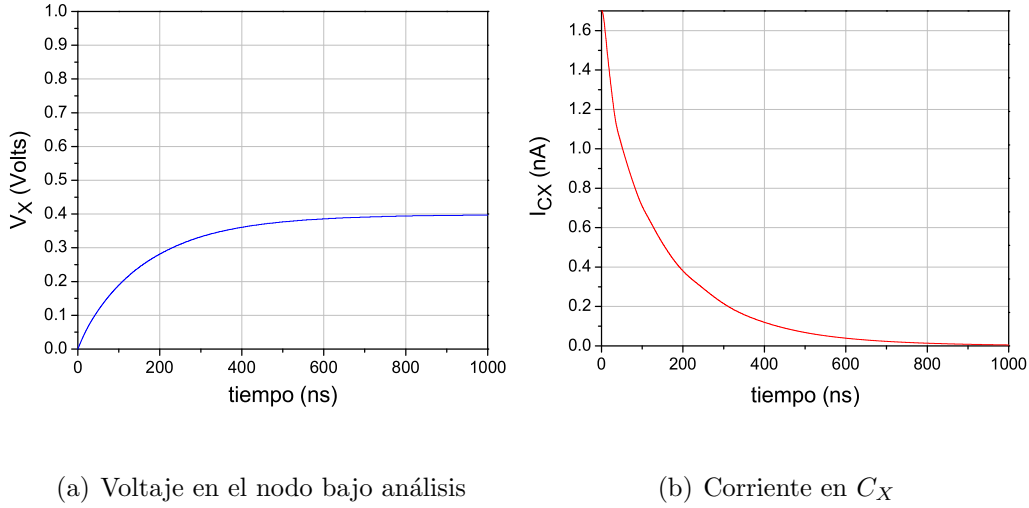 1.0
0.9
0.8
0.7
0.6
0.5
0.4
0.3
0.2
0.1
0.0
V_X (Volts)
0 200 400 600 800 1000
tiempo (ns)
1.6
1.4
1.2
1.0
0.8
0.6
0.4
0.2
0.0
I_CX (nA)
0 200 400 600 800 1000
tiempo (ns)
(a) Voltaje en el nodo bajo análisis
(b) Corriente en C_X